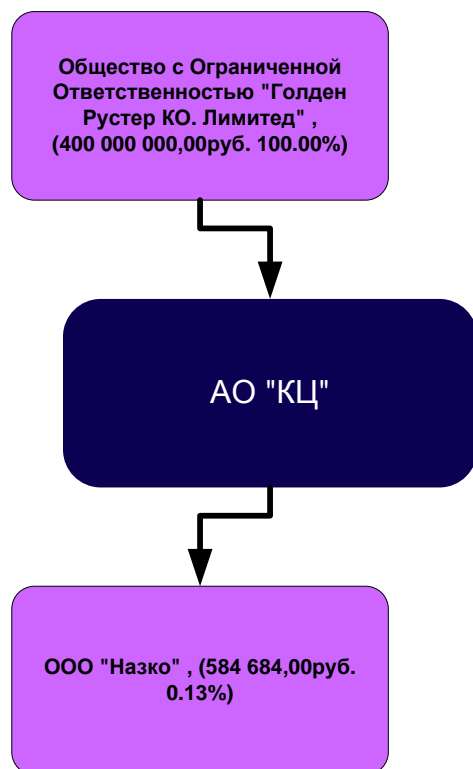 Общество с Ограниченной
Ответственностью "Голден
Рустер КО. Лимитед" ,
(400 000 000,00руб. 100.00%)
АО "КЦ"
ООО "Назко" , (584 684,00руб.
0.13%)